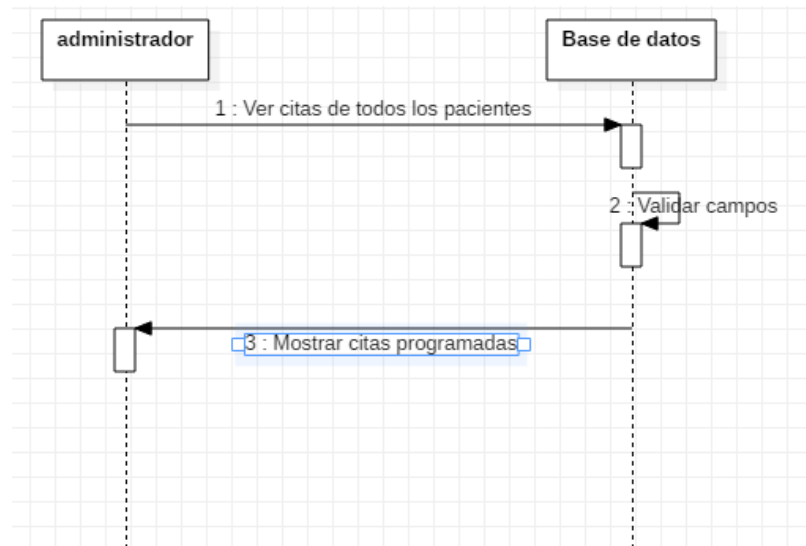 administrador
Base de datos
1 : Ver citas de todos los pacientes
2 : Validar campos
3 : Mostrar citas programadas